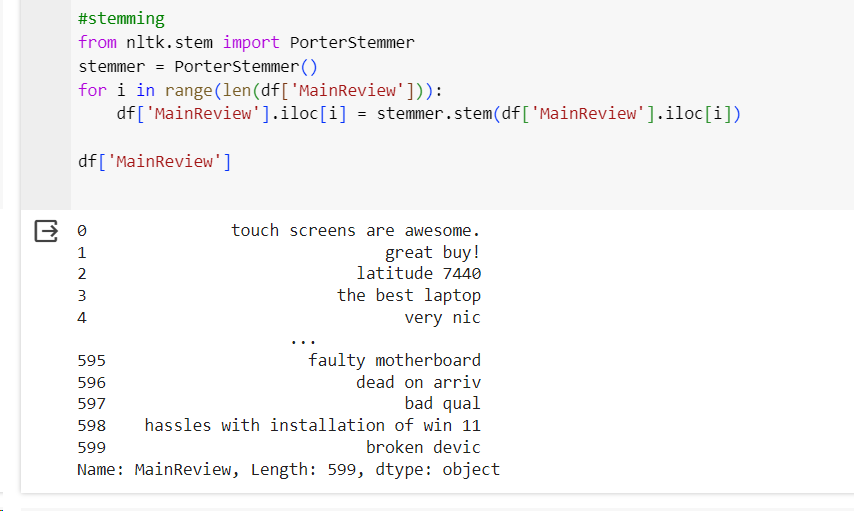 #stemming
from nltk.stem import PorterStemmer
stemmer = PorterStemmer()
for i in range(len(df['MainReview'])):
    df['MainReview'].iloc[i] = stemmer.stem(df['MainReview'].iloc[i])
df['MainReview']
0 touch screens are awesome.
1 great buy!
2 latitude 7440
3 the best laptop
4 very nic
...
595 faulty motherboard
596 dead on arriv
597 bad qual
598 hassles with installation of win 11
599 broken devic
Name: MainReview, Length: 599, dtype: object